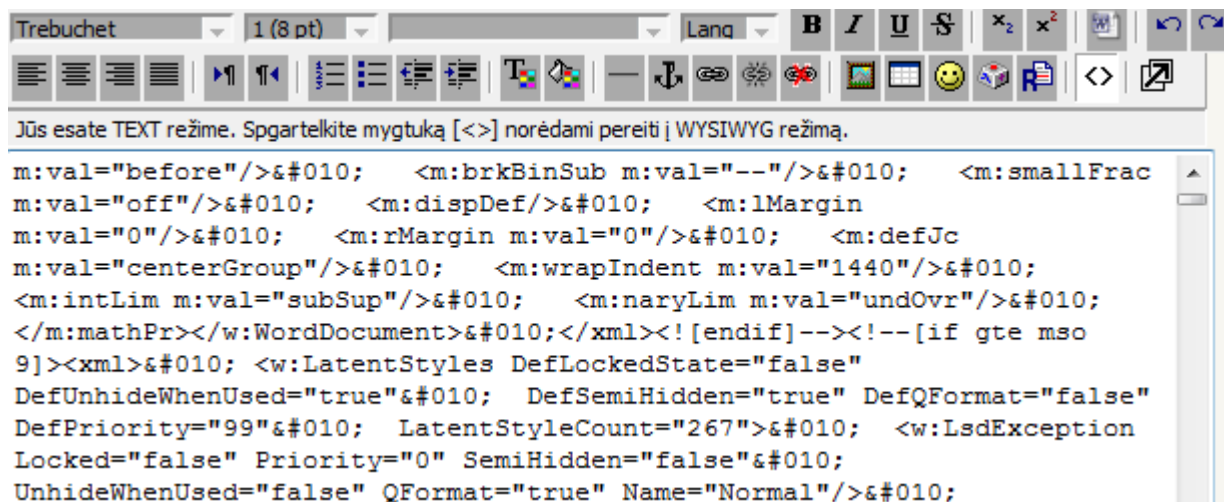 Trebuchet 1 (8 pt) Lang B I U S x₂ x²
Jūs esate TEXT režime. Spgartelkite mygtuką [<>] norėdami pereiti į WYSIWYG režimą.
m:val="before"/>&#010;   <m:brkBinSub m:val="--"/>&#010;   <m:smallFrac
m:val="off"/>&#010;   <m:dispDef/>&#010;   <m:lMargin
m:val="0"/>&#010;   <m:rMargin m:val="0"/>&#010;   <m:defJc
m:val="centerGroup"/>&#010;   <m:wrapIndent m:val="1440"/>&#010;
<m:intLim m:val="subSup"/>&#010;   <m:naryLim m:val="undOvr"/>&#010;
</m:mathPr></w:WordDocument>&#010;</xml><![endif]--><!--[if gte mso
9]><xml>&#010; <w:LatentStyles DefLockedState="false"
DefUnhideWhenUsed="true"&#010;  DefSemiHidden="true" DefQFormat="false"
DefPriority="99"&#010;  LatentStyleCount="267">&#010;  <w:LsdException
Locked="false" Priority="0" SemiHidden="false"&#010;
UnhideWhenUsed="false" QFormat="true" Name="Normal"/>&#010;